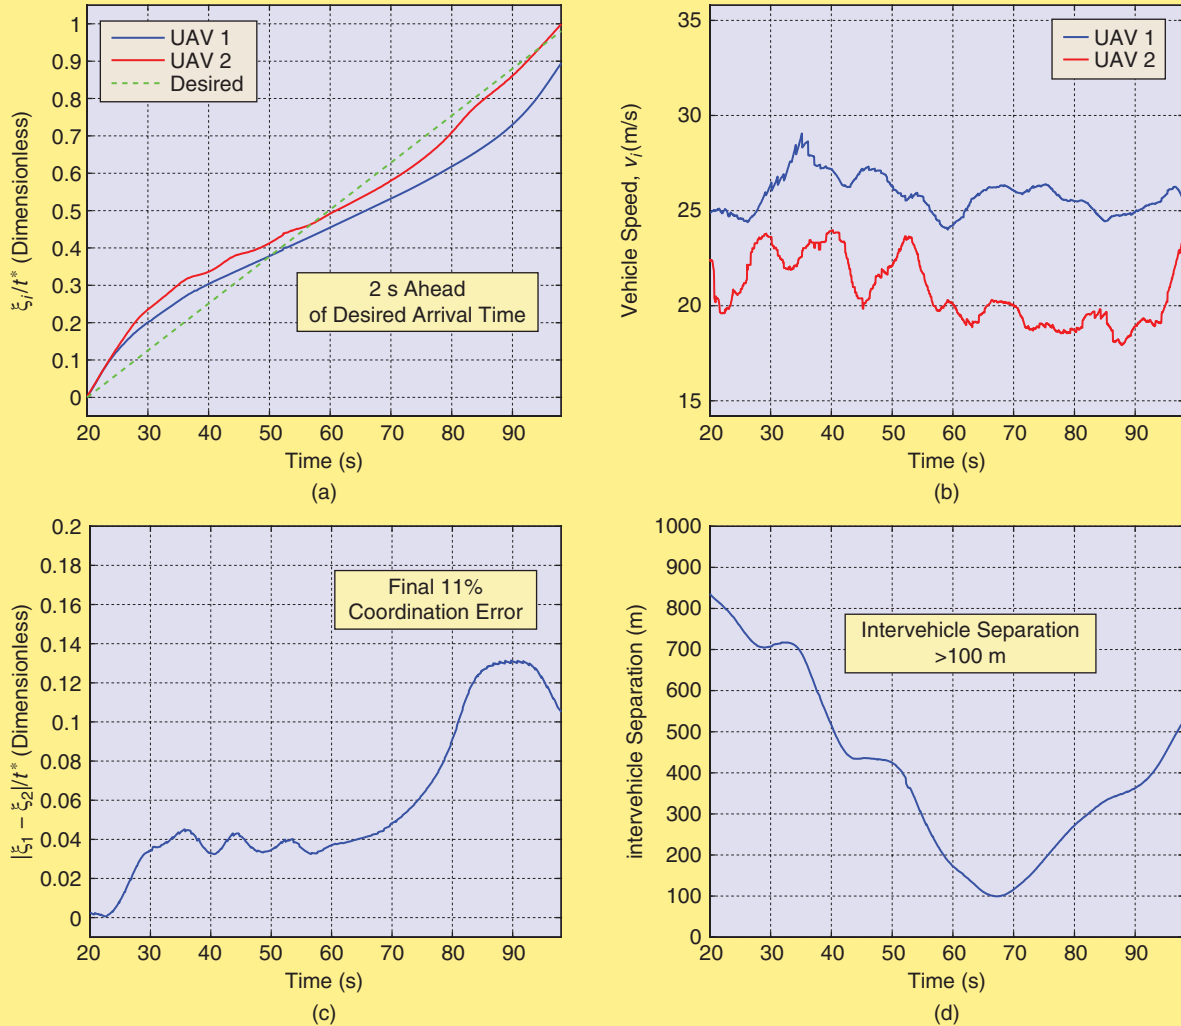 ξi/t* (Dimensionless)
1
0.9
0.8
0.7
0.6
0.5
0.4
0.3
0.2
0.1
0
UAV 1
UAV 2
Desired
2 s Ahead
of Desired Arrival Time
20 30 40 50 60 70 80 90
Time (s)
(a)
Vehicle Speed, vi(m/s)
35
30
25
20
15
UAV 1
UAV 2
20 30 40 50 60 70 80 90
Time (s)
(b)
|ξ1 − ξ2|/t* (Dimensionless)
0.2
0.18
0.16
0.14
0.12
0.1
0.08
0.06
0.04
0.02
0
Final 11%
Coordination Error
20 30 40 50 60 70 80 90
Time (s)
(c)
intervehicle Separation (m)
1000
900
800
700
600
500
400
300
200
100
0
Intervehicle Separation
>100 m
20 30 40 50 60 70 80 90
Time (s)
(d)